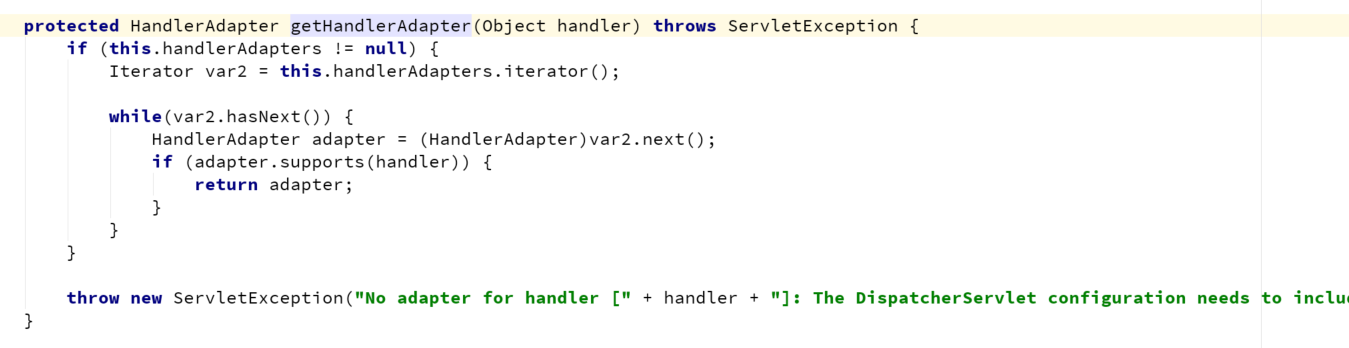 protected HandlerAdapter getHandlerAdapter(Object handler) throws ServletException {
    if (this.handlerAdapters != null) {
        Iterator var2 = this.handlerAdapters.iterator();
        while(var2.hasNext()) {
            HandlerAdapter adapter = (HandlerAdapter)var2.next();
            if (adapter.supports(handler)) {
                return adapter;
            }
        }
    }
    throw new ServletException("No adapter for handler [" + handler + "]: The DispatcherServlet configuration needs to inclu
}